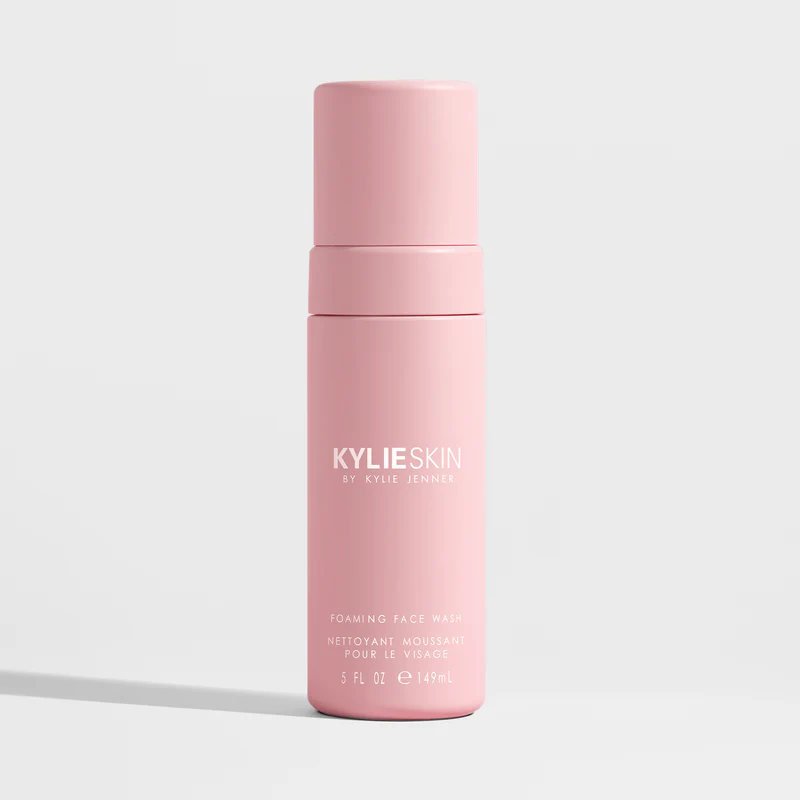 KYLIESKIN
BY KYLIE JENNER
FOAMING FACE WASH
NETTOYANT MOUSSANT
POUR LE VISAGE
5 FL OZ ℮149mL